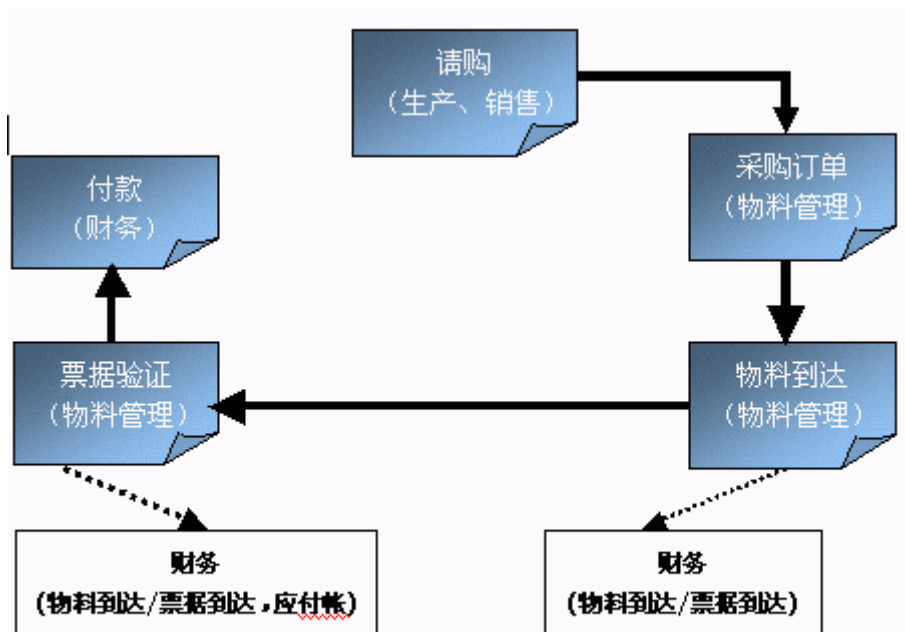 请购
（生产、销售）
采购订单
（物料管理）
付款
（财务）
票据验证
（物料管理）
物料到达
（物料管理）
财务
(物料到达/票据到达,应付帐)
财务
(物料到达/票据到达)